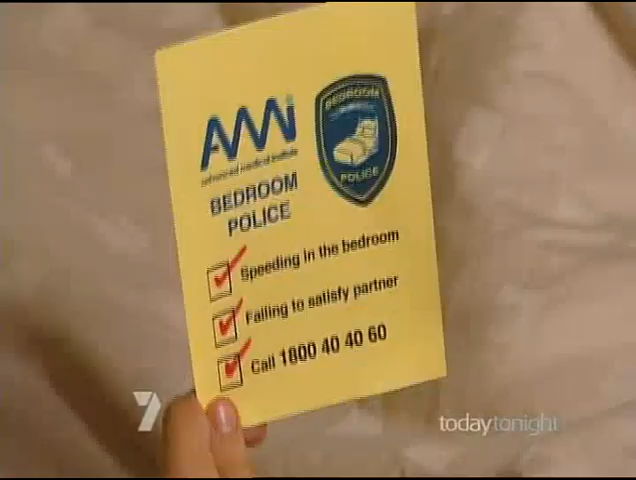 AMI
advanced medical institute
BEDROOM
POLICE
BEDROOM
POLICE
Speeding in the bedroom
Failing to satisfy partner
Call 1800 40 40 60
7
todaytonight